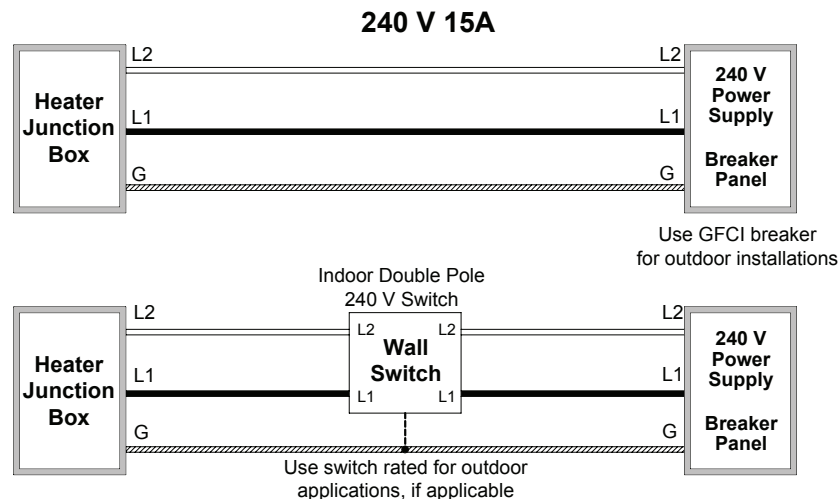 240 V 15A
L2
L2
Heater
Junction
Box
240 V
Power
Supply
Breaker
Panel
L1
L1
G
G
Use GFCI breaker
for outdoor installations
Indoor Double Pole
240 V Switch
L2
L2
L2
L2
Wall
Switch
Heater
Junction
Box
240 V
Power
Supply
Breaker
Panel
L1
L1
L1
L1
G
G
Use switch rated for outdoor
applications, if applicable